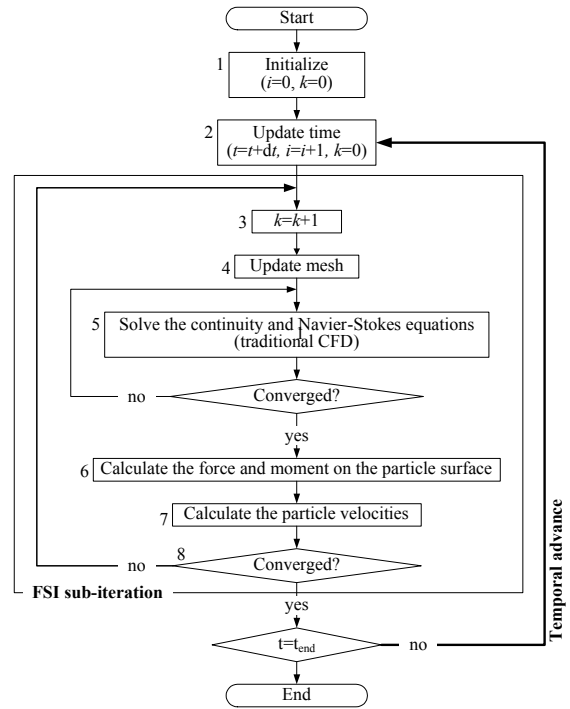 Start
1
Initialize
(i=0, k=0)
2
Update time
(t=t+dt, i=i+1, k=0)
3
k=k+1
4
Update mesh
5
Solve the continuity and Navier-Stokes equations
(traditional CFD)
no
Converged?
yes
6
Calculate the force and moment on the particle surface
7
Calculate the particle velocities
8
no
Converged?
FSI sub-iteration
yes
t=tend
no
Temporal advance
End